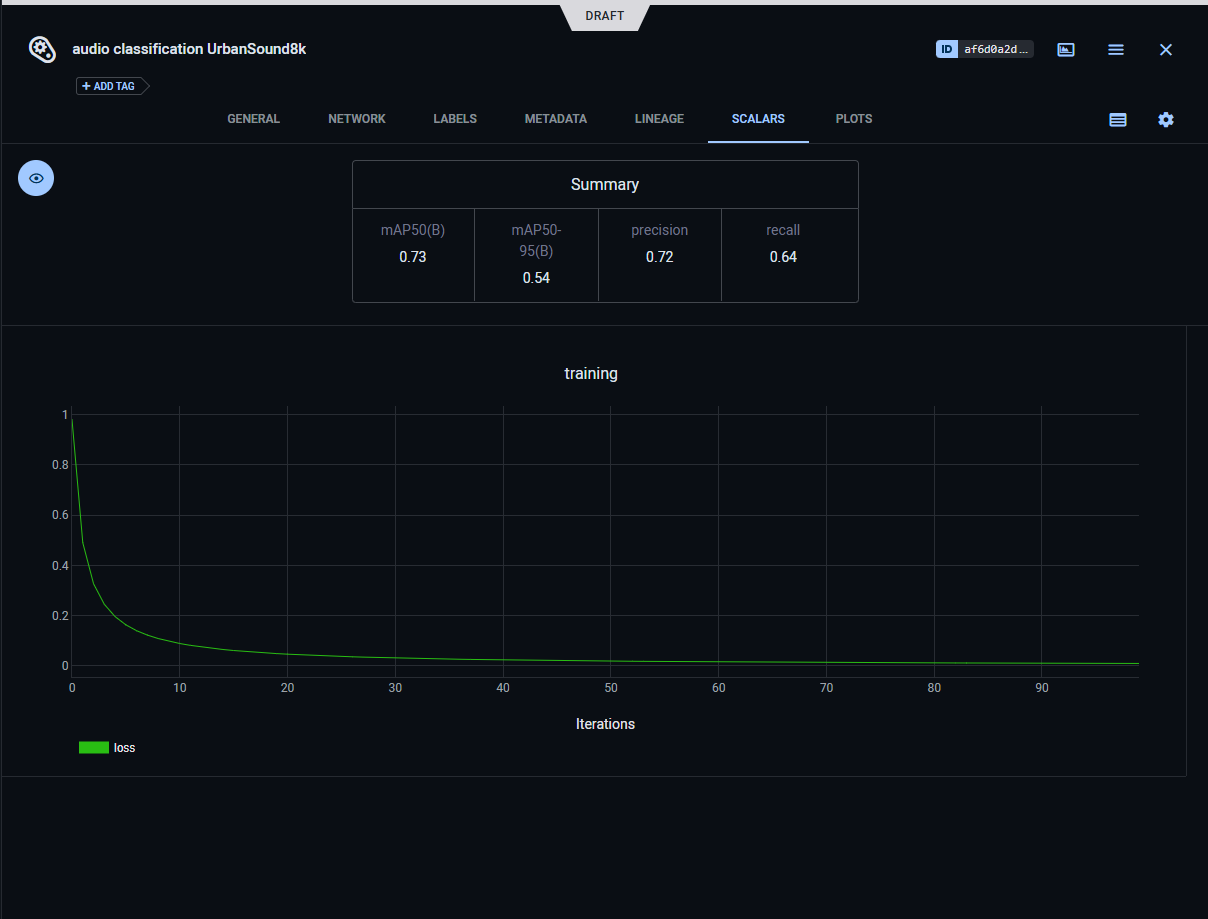 DRAFT
audio classification UrbanSound8k
ID af6d0a2d...
+ ADD TAG
GENERAL NETWORK LABELS METADATA LINEAGE SCALARS PLOTS
Summary
mAP50(B) mAP50-95(B) precision recall
0.73 0.54 0.72 0.64
training
1
0.8
0.6
0.4
0.2
0
0 10 20 30 40 50 60 70 80 90
Iterations
loss